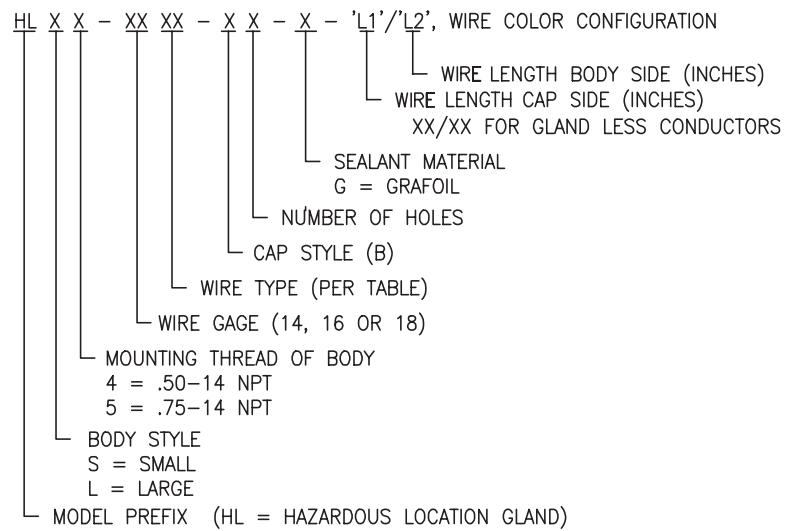 HL X X - XX XX - X X - X - 'L1'/'L2', WIRE COLOR CONFIGURATION
WIRE LENGTH BODY SIDE (INCHES)
WIRE LENGTH CAP SIDE (INCHES)
XX/XX FOR GLAND LESS CONDUCTORS
SEALANT MATERIAL
G = GRAFOIL
NUMBER OF HOLES
CAP STYLE (B)
WIRE TYPE (PER TABLE)
WIRE GAGE (14, 16 OR 18)
MOUNTING THREAD OF BODY
4 = .50-14 NPT
5 = .75-14 NPT
BODY STYLE
S = SMALL
L = LARGE
MODEL PREFIX (HL = HAZARDOUS LOCATION GLAND)